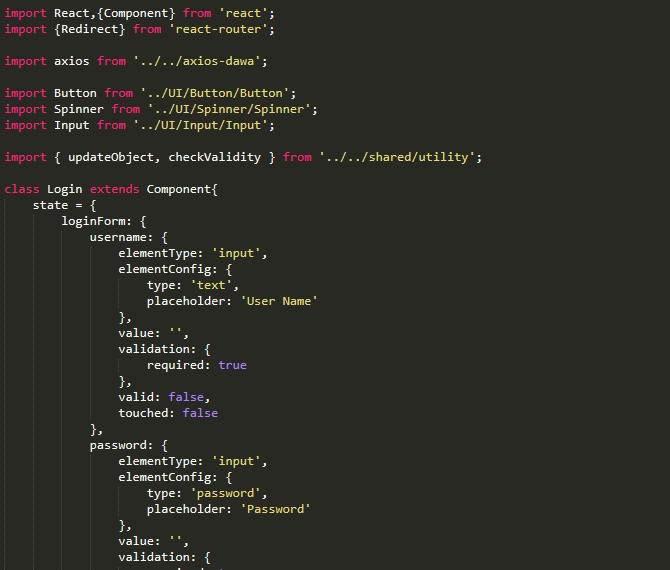 import React,{Component} from 'react';
import {Redirect} from 'react-router';
import axios from '../../axios-dawa';
import Button from '../UI/Button/Button';
import Spinner from '../UI/Spinner/Spinner';
import Input from '../UI/Input/Input';
import { updateObject, checkValidity } from '../../shared/utility';
class Login extends Component{
state = {
loginForm: {
username: {
elementType: 'input',
elementConfig: {
type: 'text',
placeholder: 'User Name'
},
value: '',
validation: {
required: true
},
valid: false,
touched: false
},
password: {
elementType: 'input',
elementConfig: {
type: 'password',
placeholder: 'Password'
},
value: '',
validation: {